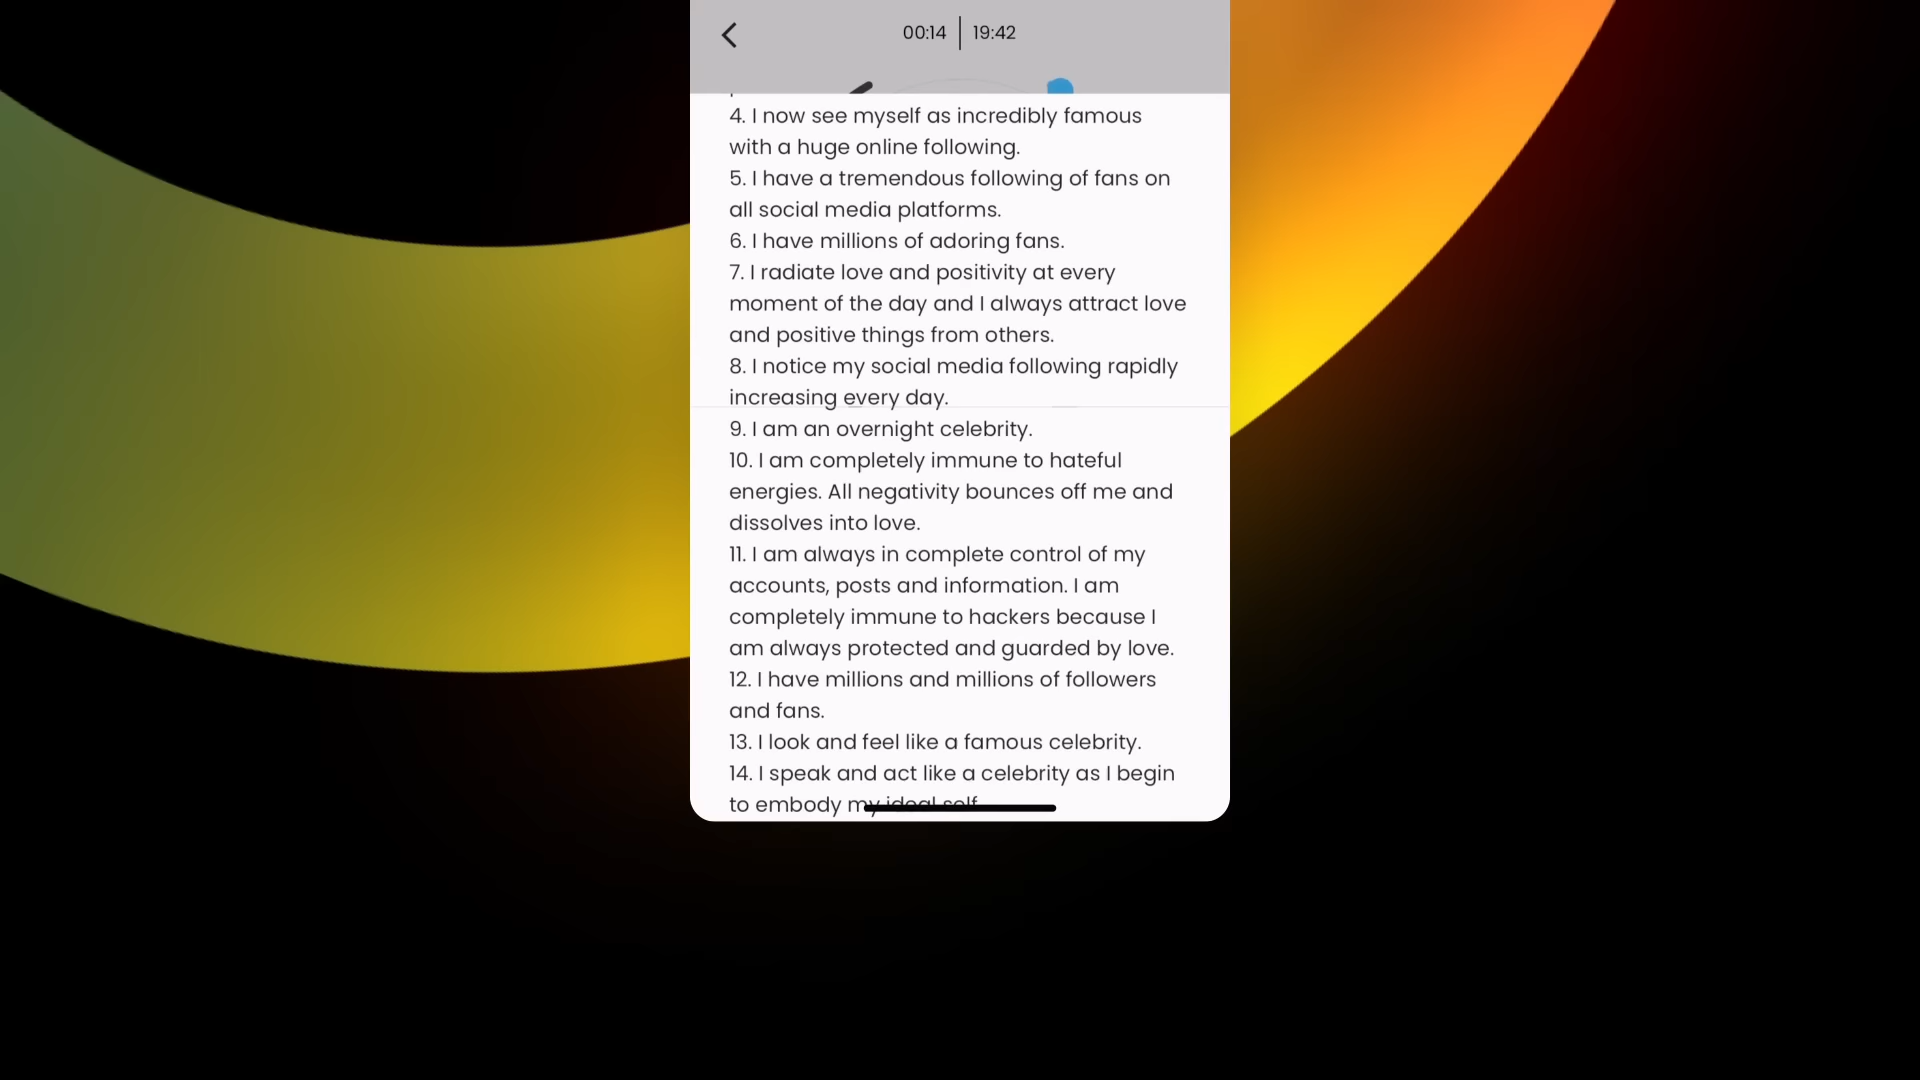 00:14 | 19:42
4. I now see myself as incredibly famous
with a huge online following.
5. I have a tremendous following of fans on
all social media platforms.
6. I have millions of adoring fans.
7. I radiate love and positivity at every
moment of the day and I always attract love
and positive things from others.
8. I notice my social media following rapidly
increasing every day.
9. I am an overnight celebrity.
10. I am completely immune to hateful
energies. All negativity bounces off me and
dissolves into love.
11. I am always in complete control of my
accounts, posts and information. I am
completely immune to hackers because I
am always protected and guarded by love.
12. I have millions and millions of followers
and fans.
13. I look and feel like a famous celebrity.
14. I speak and act like a celebrity as I begin
to embody my ideal self